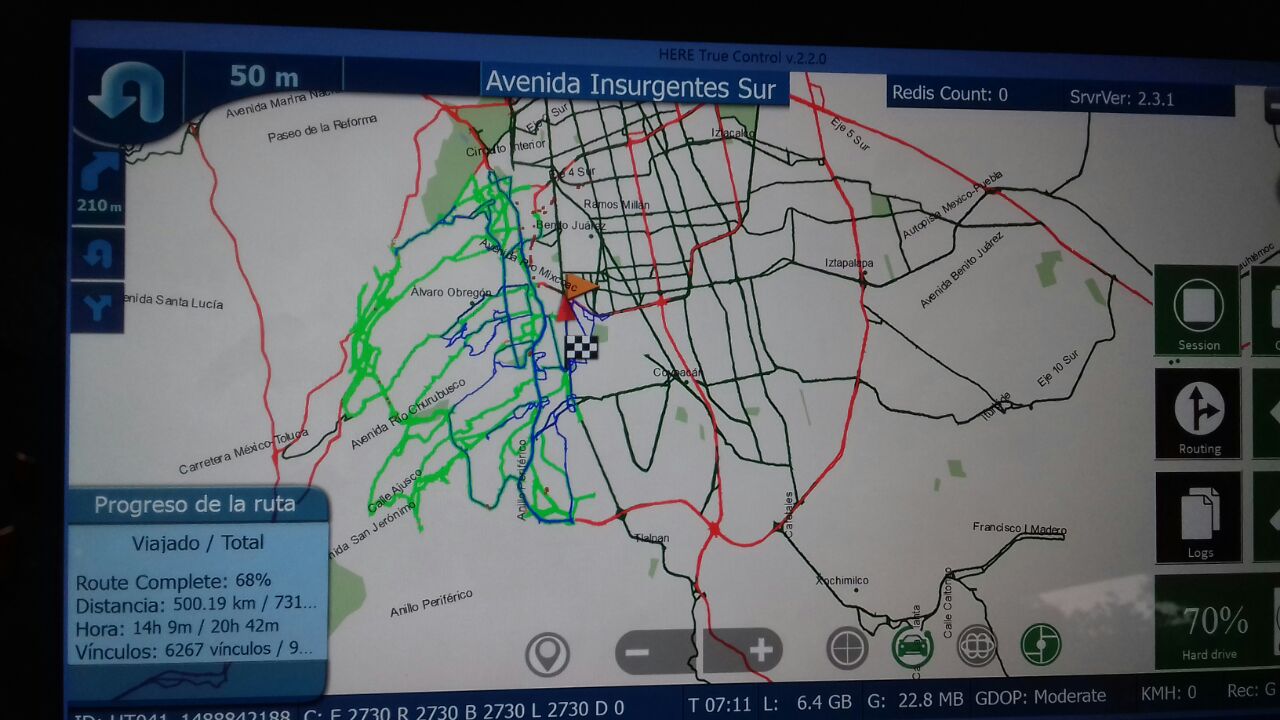 HERE True Control v.2.2.0
50 m
Avenida Insurgentes Sur
Redis Count: 0
SrvrVer: 2.3.1
210 m
Avenida Marina Nac
Paseo de la Reforma
Circuito Interior
Eje 4 Sur
Iztacalco
Eje 5 Sur
Ramos Millán
Benito Juárez
Autopista México-Puebla
Avenida Río Mixcoac
Iztapalapa
Avenida Benito Juárez
Álvaro Obregón
enida Santa Lucía
Coyoacán
Eje 10 Sur
Avenida Río Churubusco
Carretera México-Toluca
Calle Ajusco
Anillo Periférico
nida San Jerónimo
Cafetales
Tlalpan
Francisco I Madero
Xochimilco
Anillo Periférico
Session
Routing
Logs
70%
Hard drive
Progreso de la ruta
Viajado / Total
Route Complete: 68%
Distancia: 500.19 km / 731...
Hora: 14h 9m / 20h 42m
Vínculos: 6267 vínculos / 9...
ID: HT041_1488842188 C: F 2730 R 2730 B 2730 L 2730 D 0
T 07:11 L: 6.4 GB G: 22.8 MB GDOP: Moderate
KMH: 0
Rec: G